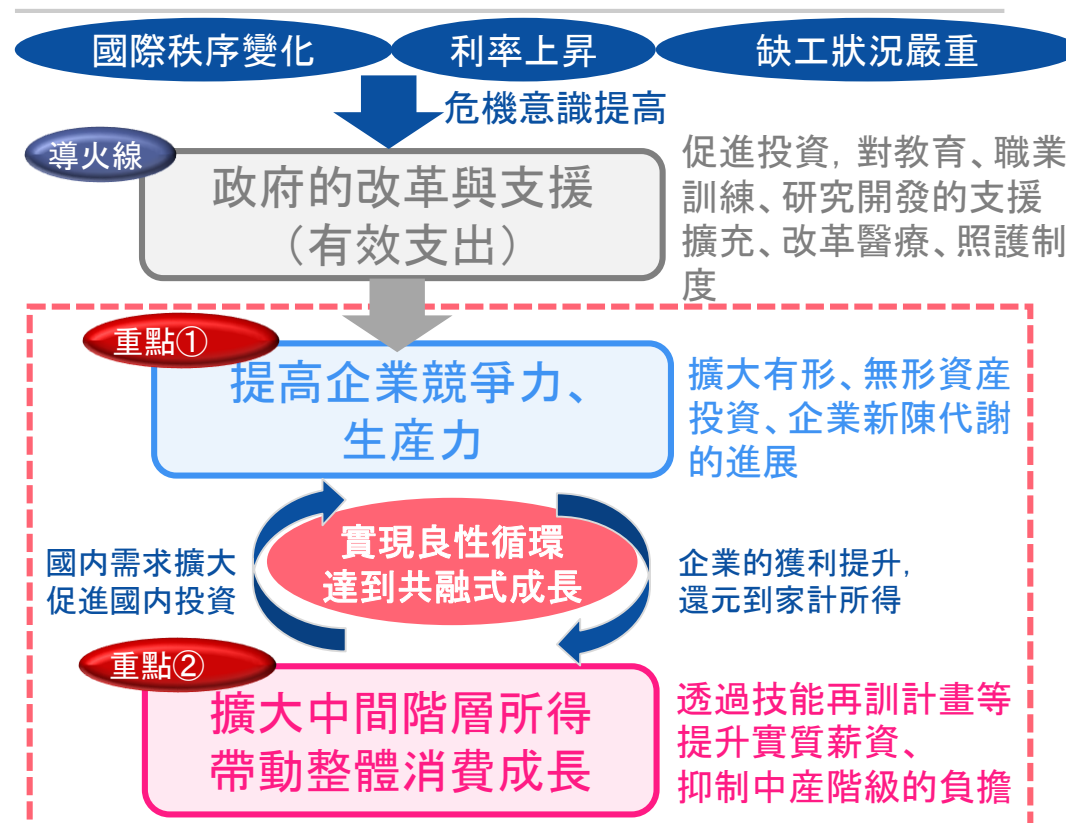 國際秩序變化
利率上昇
缺工狀況嚴重
危機意識提高
導火線
政府的改革與支援
（有效支出）
促進投資, 對教育、職業
訓練、研究開發的支援
擴充、改革醫療、照護制
度
重點①
提高企業競爭力、
生産力
擴大有形、無形資産
投資、企業新陳代謝
的進展
實現良性循環
達到共融式成長
國内需求擴大
促進國内投資
企業的獲利提升,
還元到家計所得
重點②
擴大中間階層所得
帶動整體消費成長
透過技能再訓計畫等
提升實質薪資、
抑制中産階級的負擔